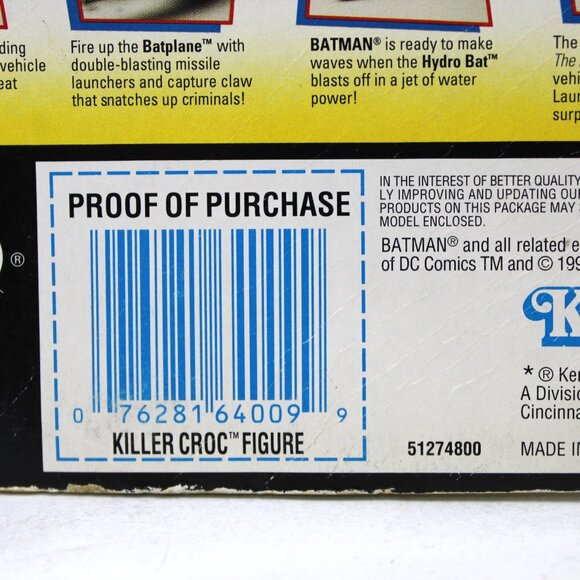 ding
vehicle
eat
Fire up the Batplane™ with
double-blasting missile
launchers and capture claw
that snatches up criminals!
BATMAN® is ready to make
waves when the Hydro Bat™
blasts off in a jet of water
power!
The
The
vehi
Laun
surp
®
PROOF OF PURCHASE
0 76281 64009 9
KILLER CROC™ FIGURE
IN THE INTEREST OF BETTER QUALITY
LY IMPROVING AND UPDATING OUR
PRODUCTS ON THIS PACKAGE MAY
MODEL ENCLOSED.
BATMAN® and all related e
of DC Comics TM and © 199
K
* ® Ken
A Division
Cincinna
51274800
MADE IN